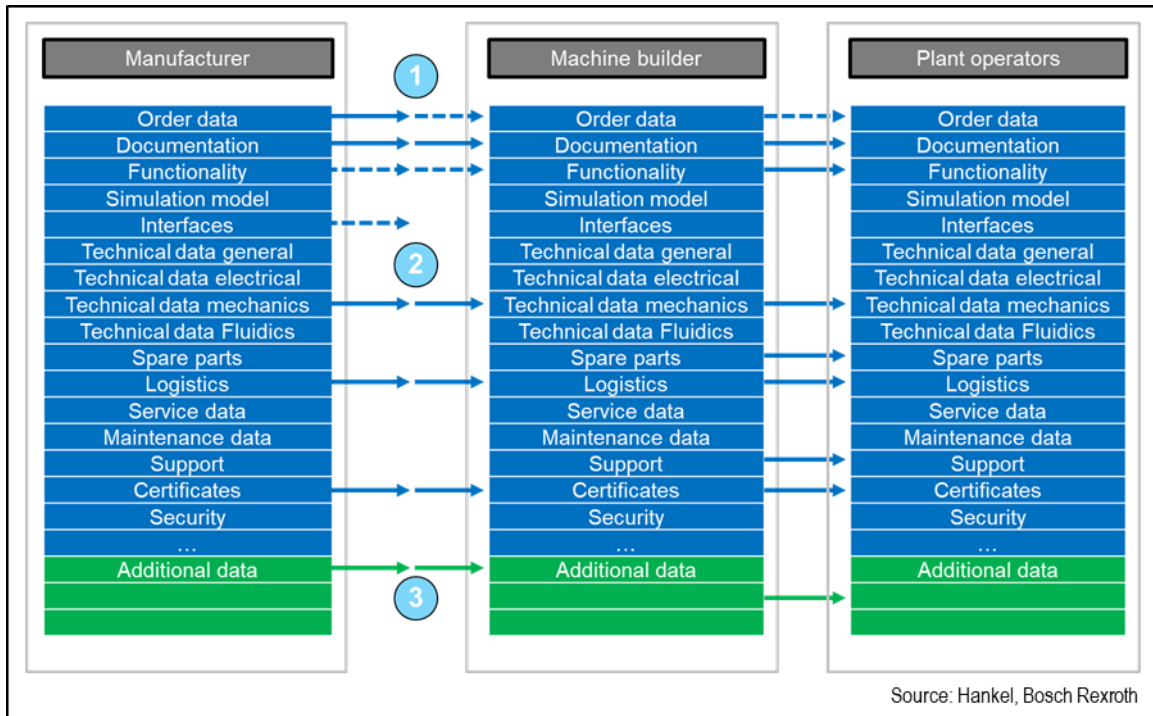 Manufacturer
Machine builder
Plant operators
1
Order data
Order data
Order data
Documentation
Documentation
Documentation
Functionality
Functionality
Functionality
Simulation model
Simulation model
Simulation model
Interfaces
Interfaces
Interfaces
Technical data general
Technical data general
Technical data general
2
Technical data electrical
Technical data electrical
Technical data electrical
Technical data mechanics
Technical data mechanics
Technical data mechanics
Technical data Fluidics
Technical data Fluidics
Technical data Fluidics
Spare parts
Spare parts
Spare parts
Logistics
Logistics
Logistics
Service data
Service data
Service data
Maintenance data
Maintenance data
Maintenance data
Support
Support
Support
Certificates
Certificates
Certificates
Security
Security
Security
...
...
...
Additional data
Additional data
Additional data
3
Source: Hankel, Bosch Rexroth